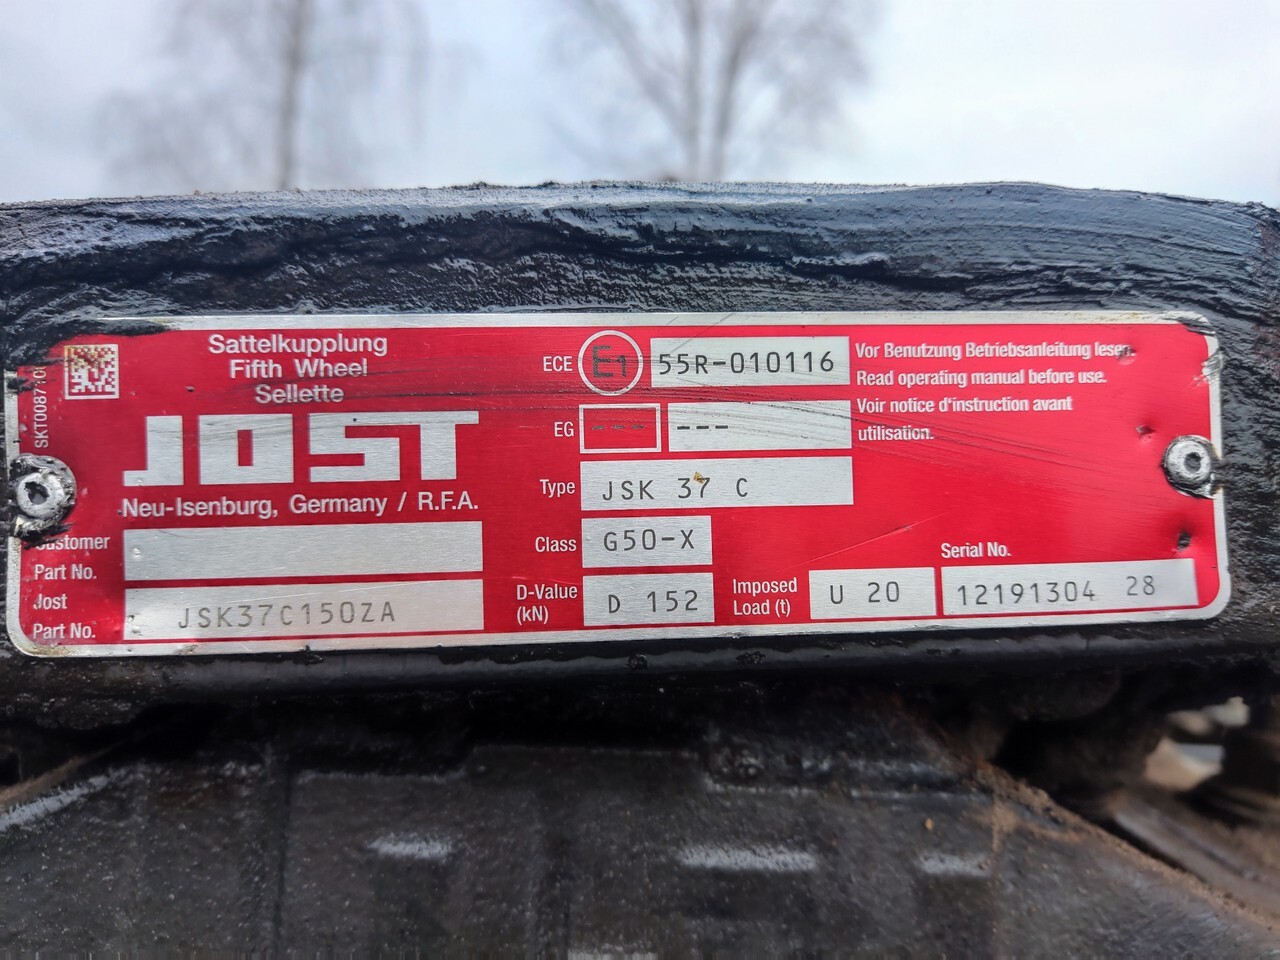 Sattelkupplung
Fifth Wheel
Sellette
JOST
Neu-Isenburg, Germany / R.F.A.
Customer
Part No.
Jost
Part No. JSK37C150ZA
ECE E1 55R-010116
EG --- ---
Type JSK 37 C
Class G50-X
D-Value
(kN) D 152
Imposed
Load (t) U 20
Serial No.
12191304 28
Vor Benutzung Betriebsanleitung lesen.
Read operating manual before use.
Voir notice d'instruction avant
utilisation.